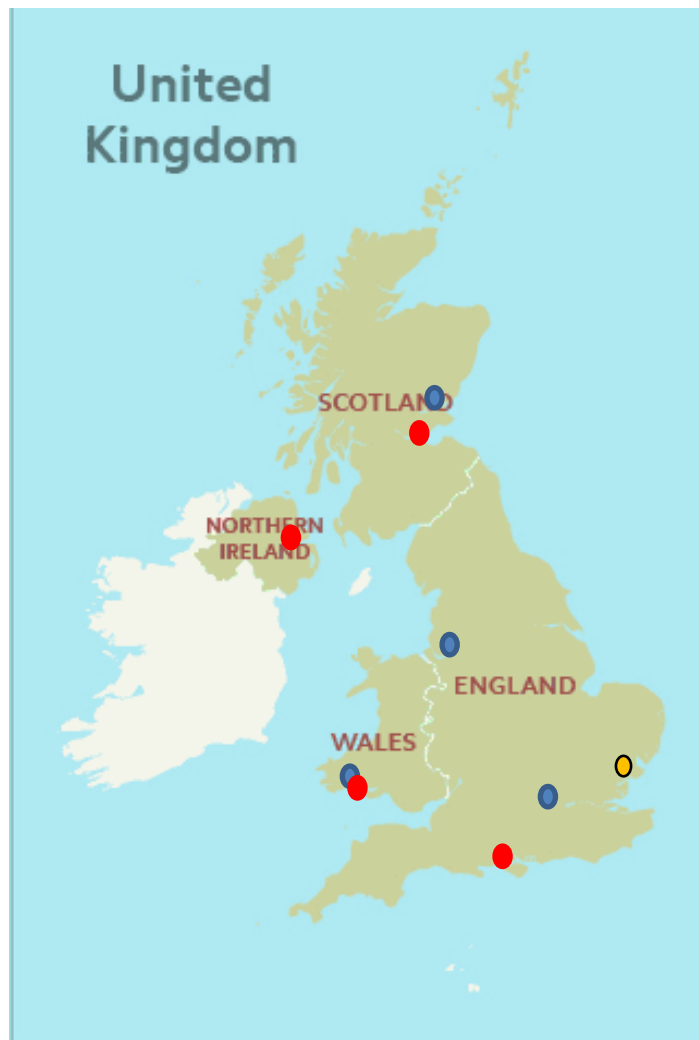 United
Kingdom
SCOTLAND
NORTHERN
IRELAND
ENGLAND
WALES